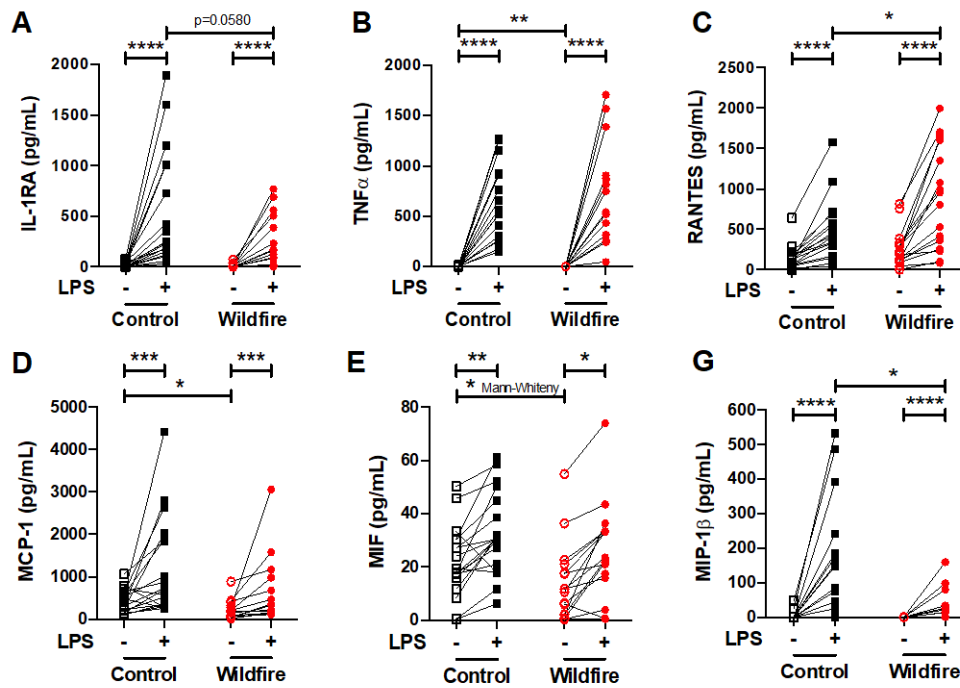 A
p=0.0580
**** ****
IL-1RA (pg/mL)
2000
1500
1000
500
0
LPS - + - +
Control Wildfire
B
**
**** ****
TNFα (pg/mL)
2000
1500
1000
500
0
LPS - + - +
Control Wildfire
C
*
**** ****
RANTES (pg/mL)
2500
2000
1500
1000
500
0
LPS - + - +
Control Wildfire
D
*** ***
*
MCP-1 (pg/mL)
5000
4000
3000
2000
1000
0
LPS - + - +
Control Wildfire
E
** *
* Mann-Whiteny
MIF (pg/mL)
80
60
40
20
0
LPS - + - +
Control Wildfire
G
*
**** ****
MIP-1β (pg/mL)
600
500
400
300
200
100
0
LPS - + - +
Control Wildfire